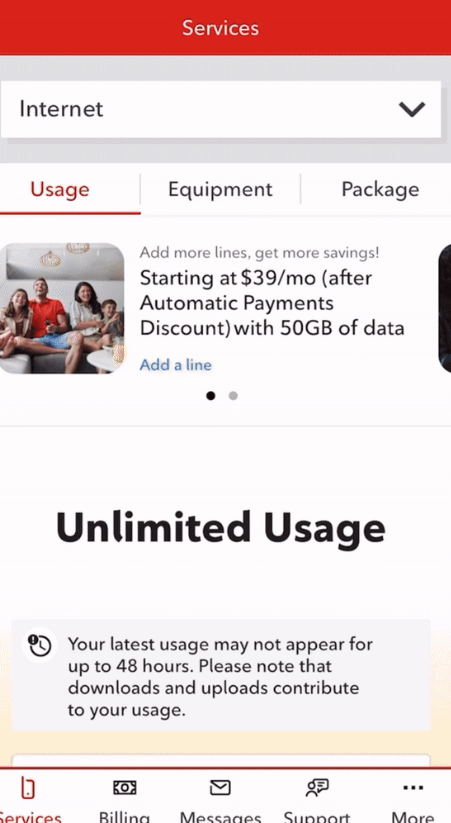 Services
Internet
Usage
Equipment
Package
Add more lines, get more savings!
Starting at $39/mo (after
Automatic Payments
Discount) with 50GB of data
Add a line
Unlimited Usage
Your latest usage may not appear for
up to 48 hours. Please note that
downloads and uploads contribute
to your usage.
Services
Billing
Messages
Support
More